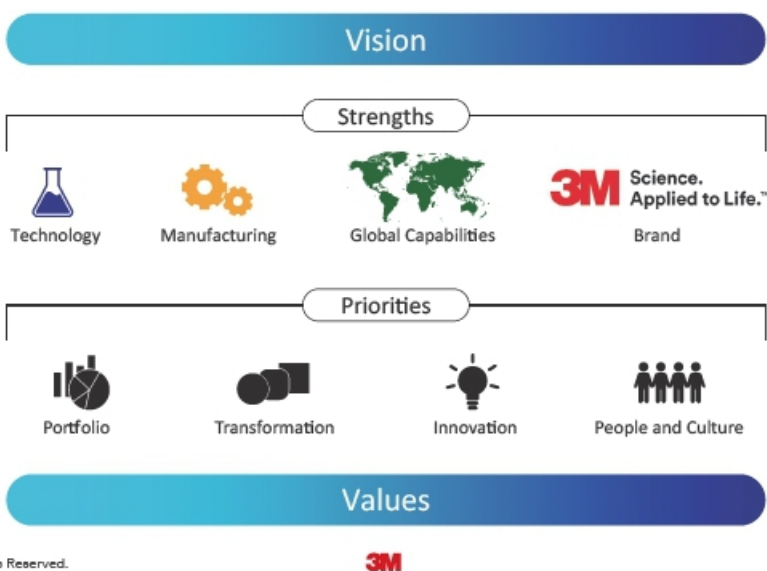 Vision
Strengths
3M Science.
Applied to Life.™
Technology Manufacturing Global Capabilities Brand
Priorities
Portfolio Transformation Innovation People and Culture
Values
Reserved.
3M